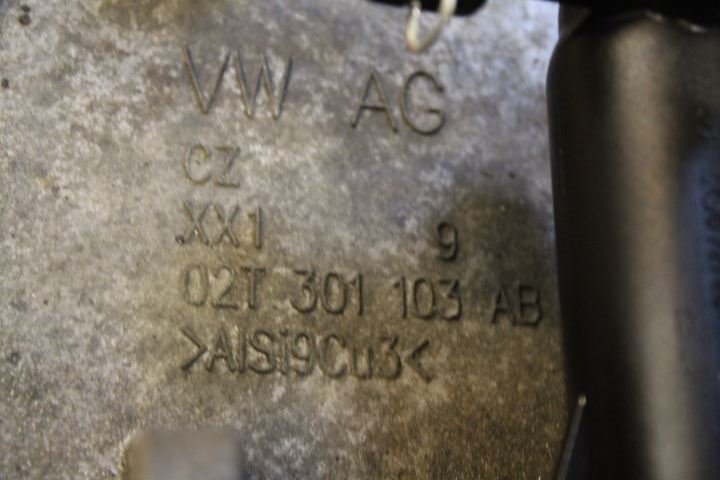 VW AG
CZ
XX1 9
02T 301 103 AB
>AlSi9Cu3<